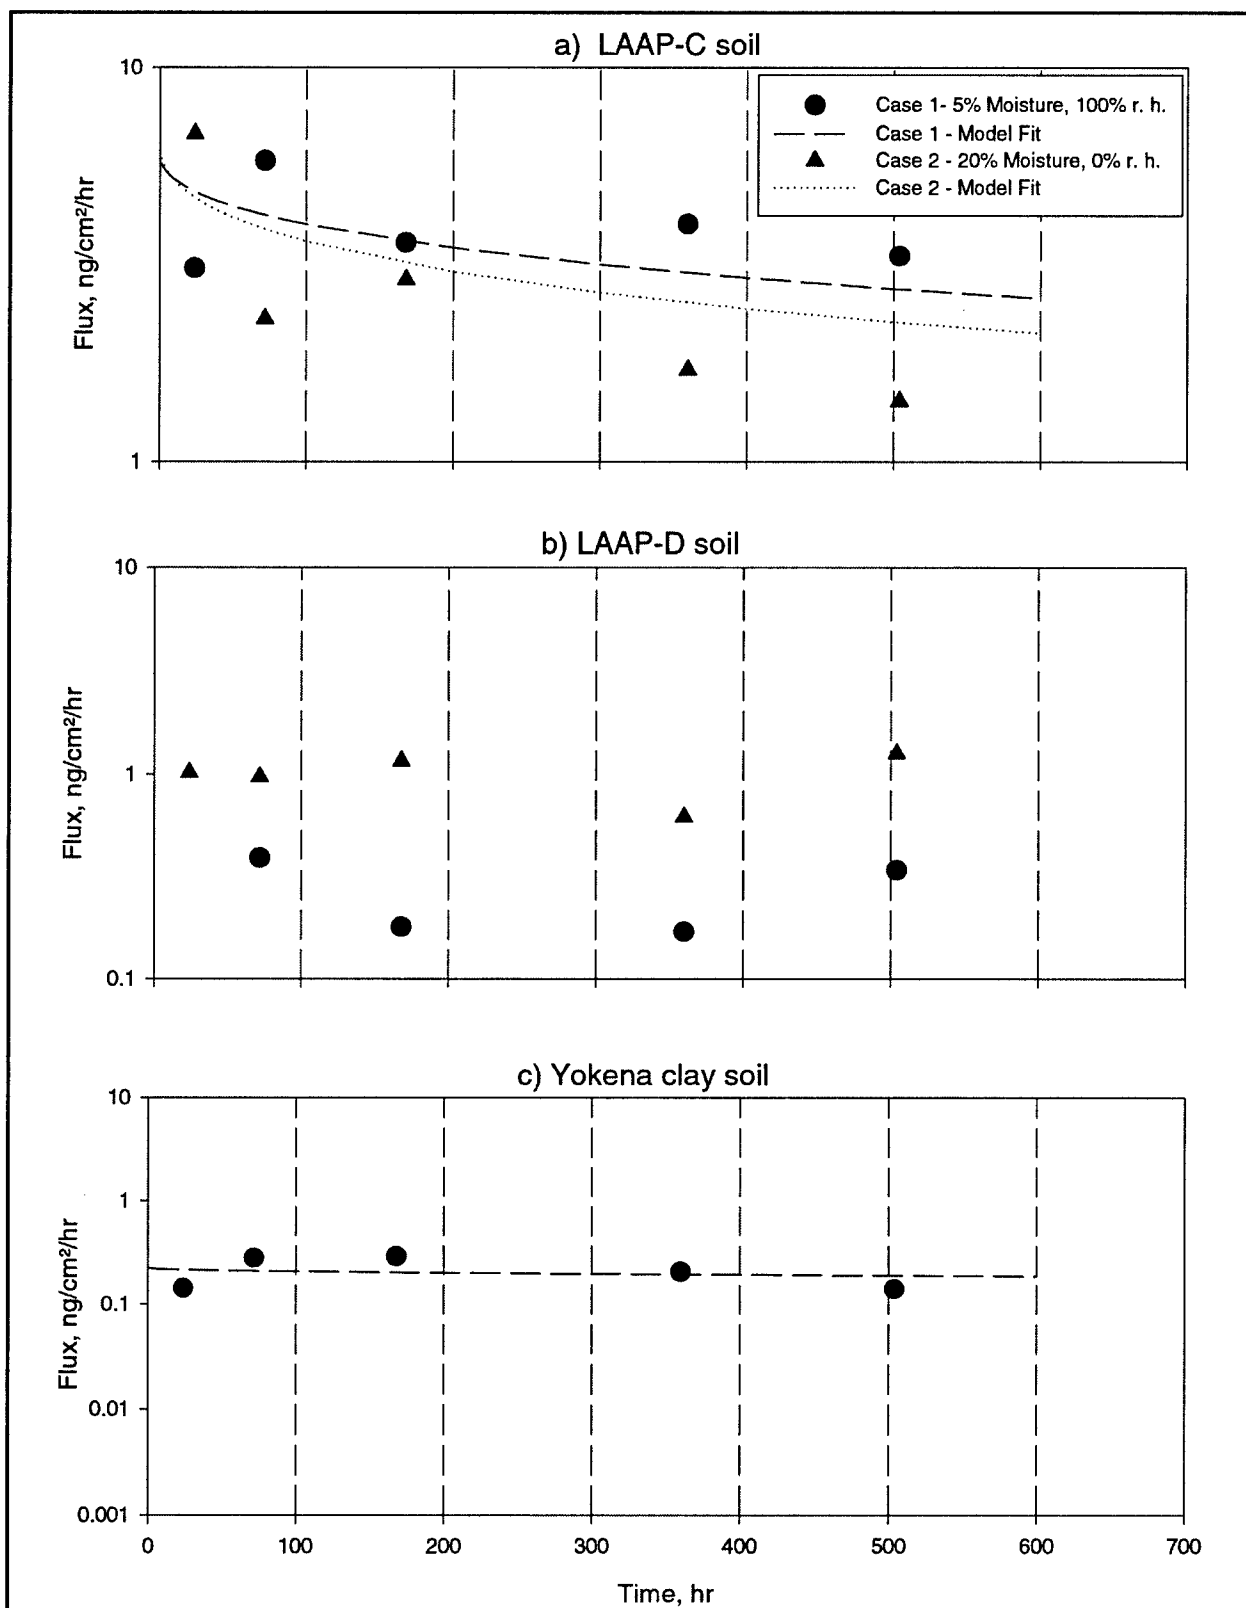 a) LAAP-C soil
10
Case 1- 5% Moisture, 100% r. h.
Case 1 - Model Fit
Case 2 - 20% Moisture, 0% r. h.
Case 2 - Model Fit
Flux, ng/cm²/hr
1
b) LAAP-D soil
10
Flux, ng/cm²/hr
1
0.1
c) Yokena clay soil
10
1
Flux, ng/cm²/hr
0.1
0.01
0.001
0 100 200 300 400 500 600 700
Time, hr